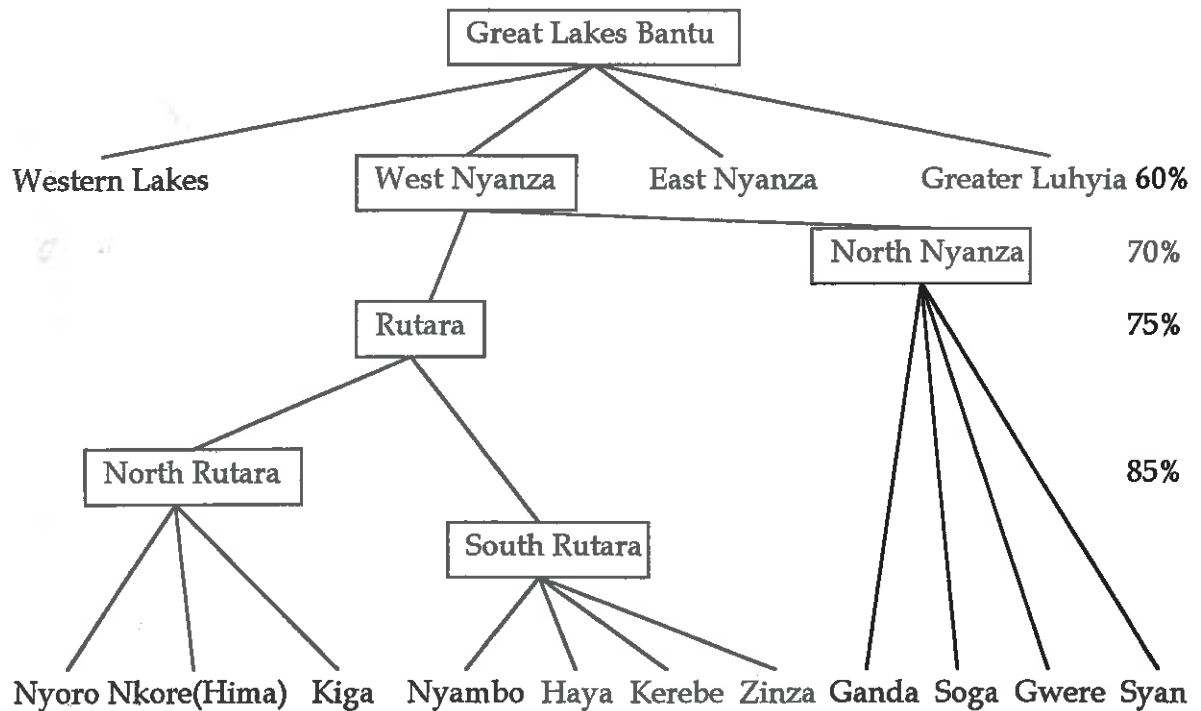 Great Lakes Bantu
Western Lakes West Nyanza East Nyanza Greater Luhyia 60%
North Nyanza 70%
Rutara 75%
North Rutara 85%
South Rutara
Nyoro Nkore(Hima) Kiga Nyambo Haya Kerebe Zinza Ganda Soga Gwere Syan